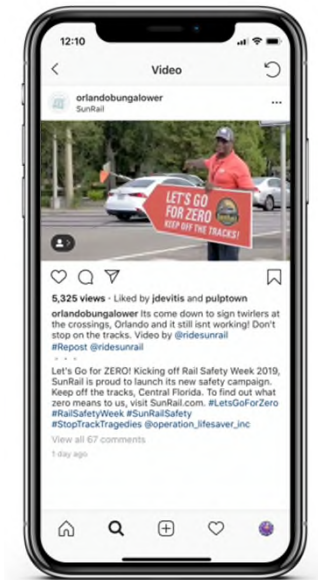 12:10
Video
orlandobungalower
SunRail
LET'S GO
FOR ZERO
KEEP OFF THE TRACKS!
5,325 views · Liked by jdevitis and pulptown
orlandobungalower Its come down to sign twirlers at
the crossings, Orlando and it still isnt working! Don't
stop on the tracks. Video by @ridesunrail
#Repost @ridesunrail
· · ·
Let's Go for ZERO! Kicking off Rail Safety Week 2019,
SunRail is proud to launch its new safety campaign.
Keep off the tracks, Central Florida. To find out what
zero means to us, visit SunRail.com. #LetsGoForZero
#RailSafetyWeek #SunRailSafety
#StopTrackTragedies @operation_lifesaver_inc
View all 67 comments
1 day ago